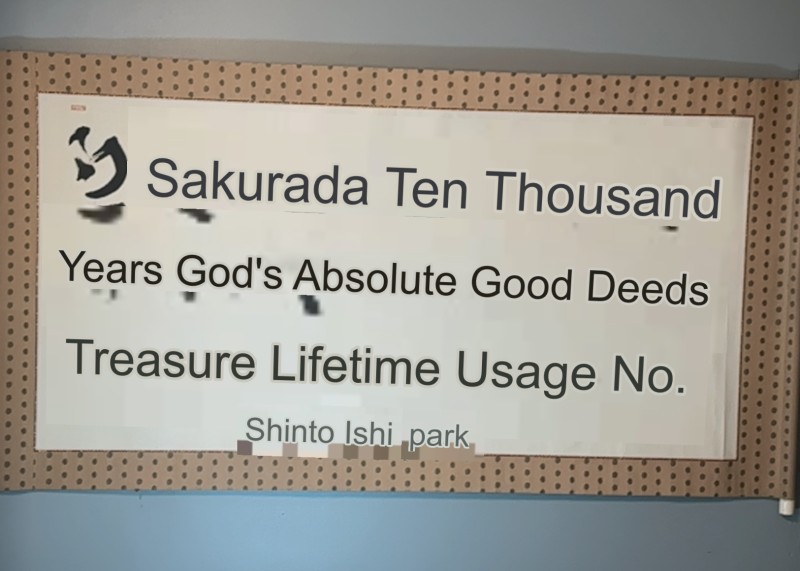 Sakurada Ten Thousand
Years God's Absolute Good Deeds
Treasure Lifetime Usage No.
Shinto Ishi park